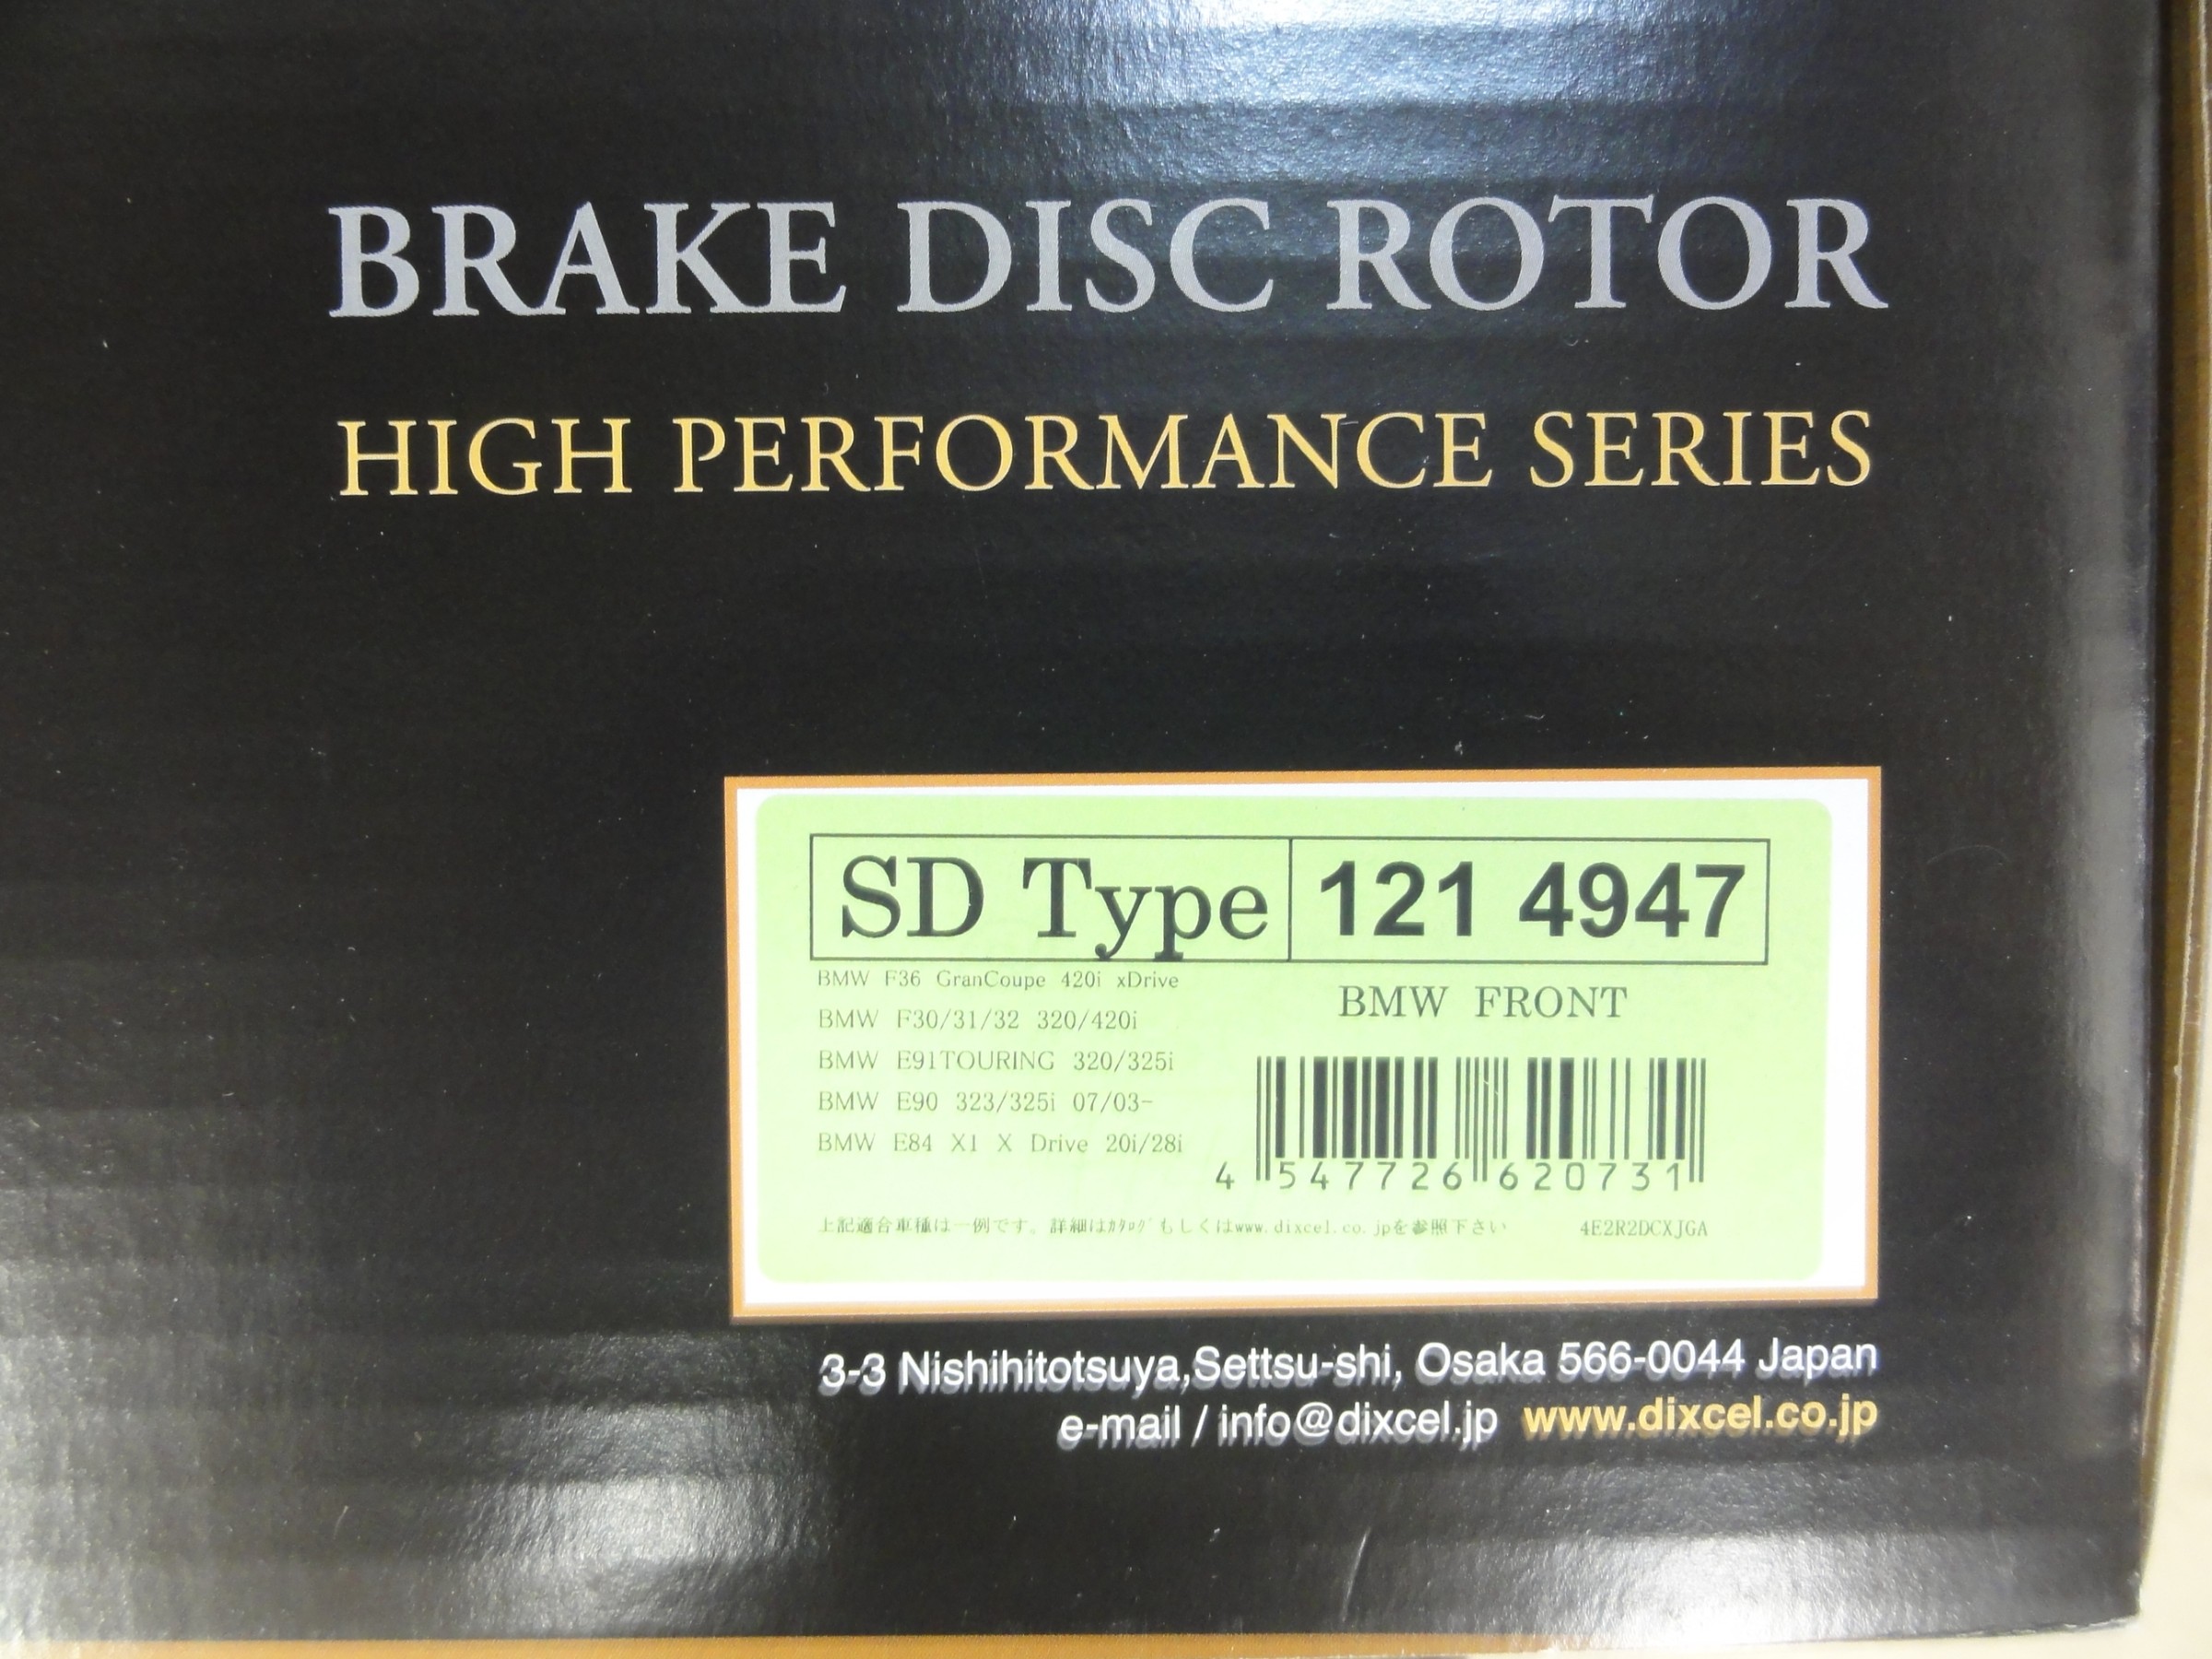 BRAKE DISC ROTOR
HIGH PERFORMANCE SERIES
SD Type 121 4947
BMW F36 GranCoupe 420i xDrive
BMW F30/31/32 320/420i
BMW E91TOURING 320/325i
BMW E90 323/325i 07/03-
BMW E84 X1 X Drive 20i/28i
BMW FRONT
4 547726 620731
上記適合車種は一例です。詳細はｶﾀﾛｸﾞもしくはwww.dixcel.co.jpを参照下さい 4E2R2DCXJGA
3-3 Nishihitotsuya,Settsu-shi, Osaka 566-0044 Japan
e-mail / info@dixcel.jp www.dixcel.co.jp